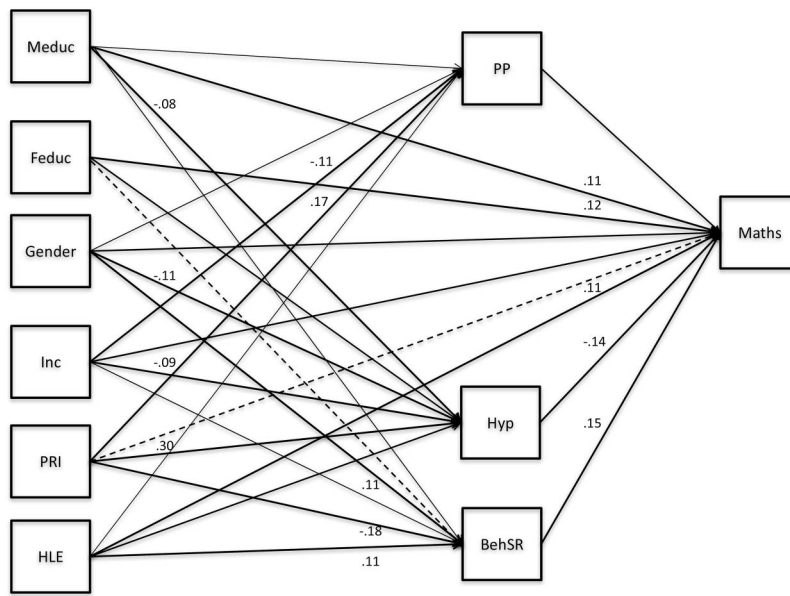 Meduc
PP
-.08
Feduc
-.11
.11
.17
.12
Maths
Gender
-.11
.11
-.14
Inc
-.09
Hyp
.15
PRI
.30
.11
-.18
HLE
.11
BehSR